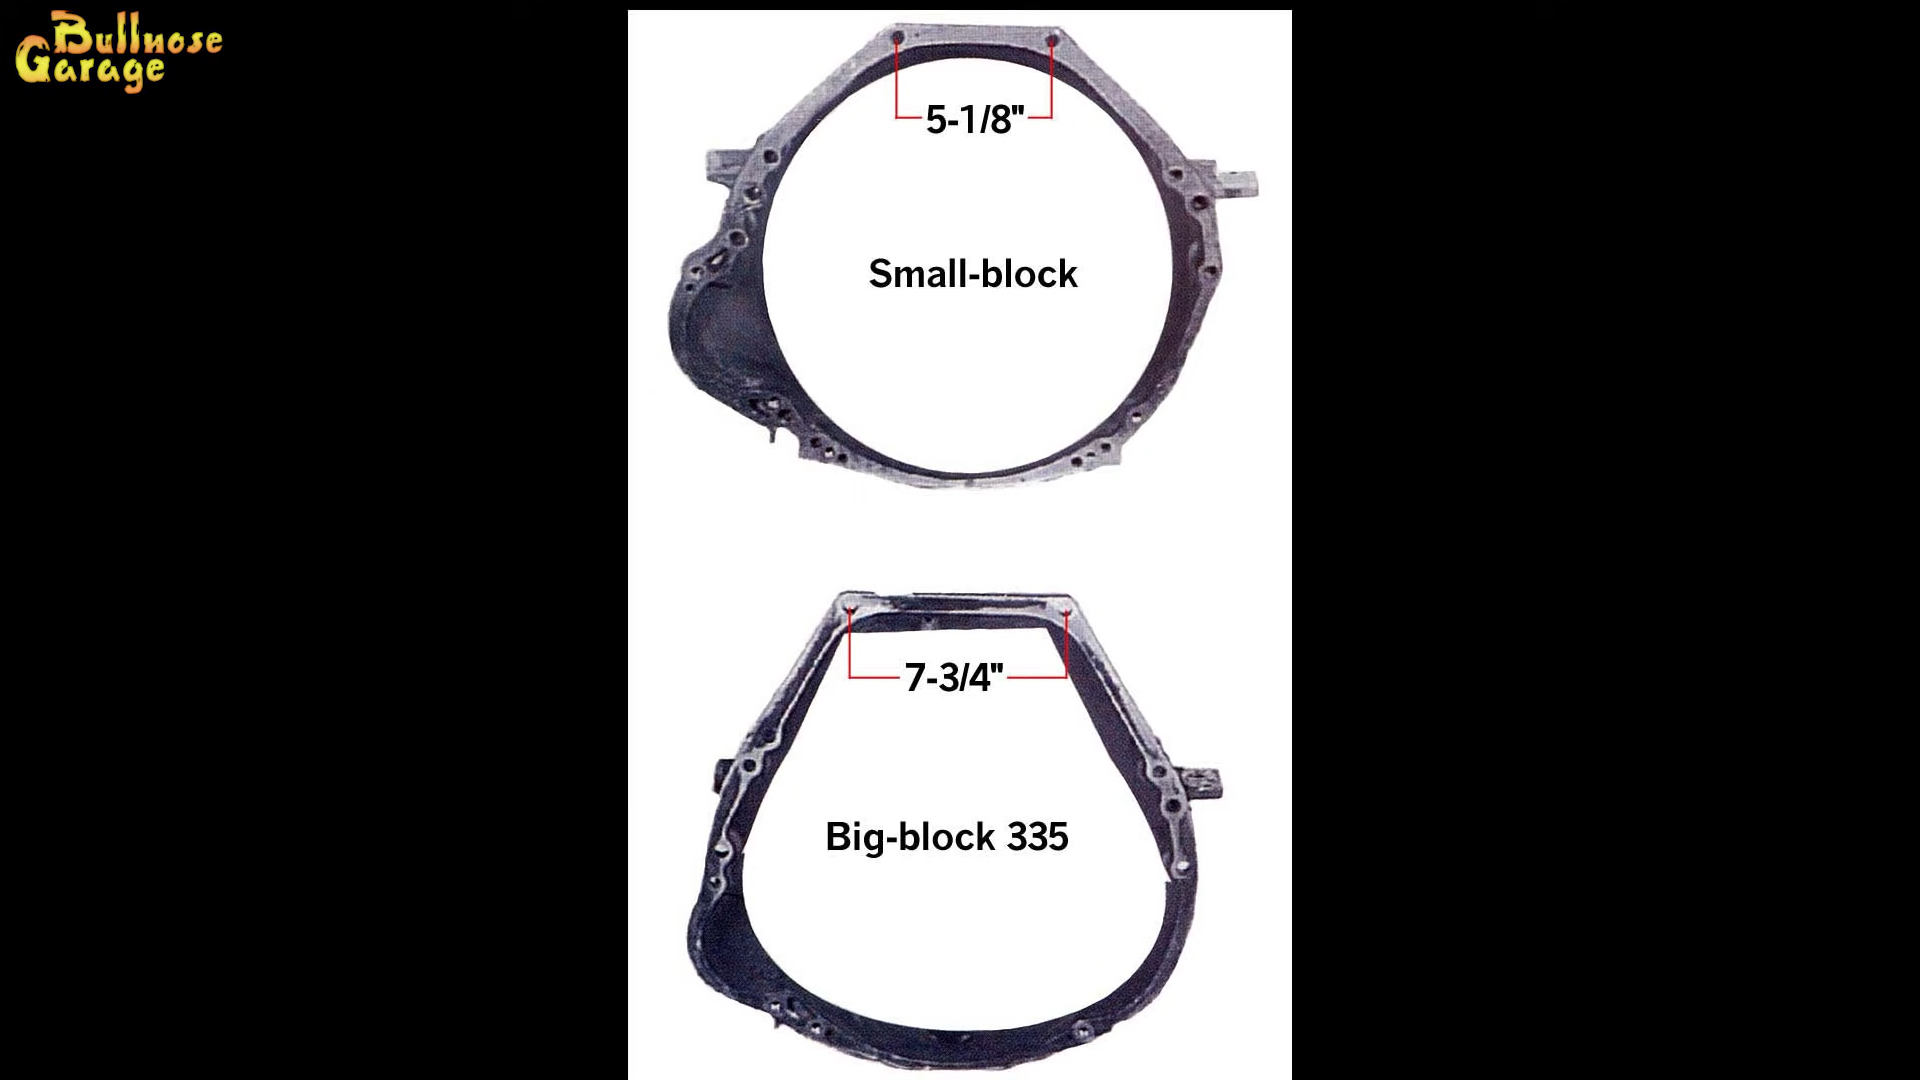 Bullnose
Garage
5-1/8"
Small-block
7-3/4"
Big-block 335